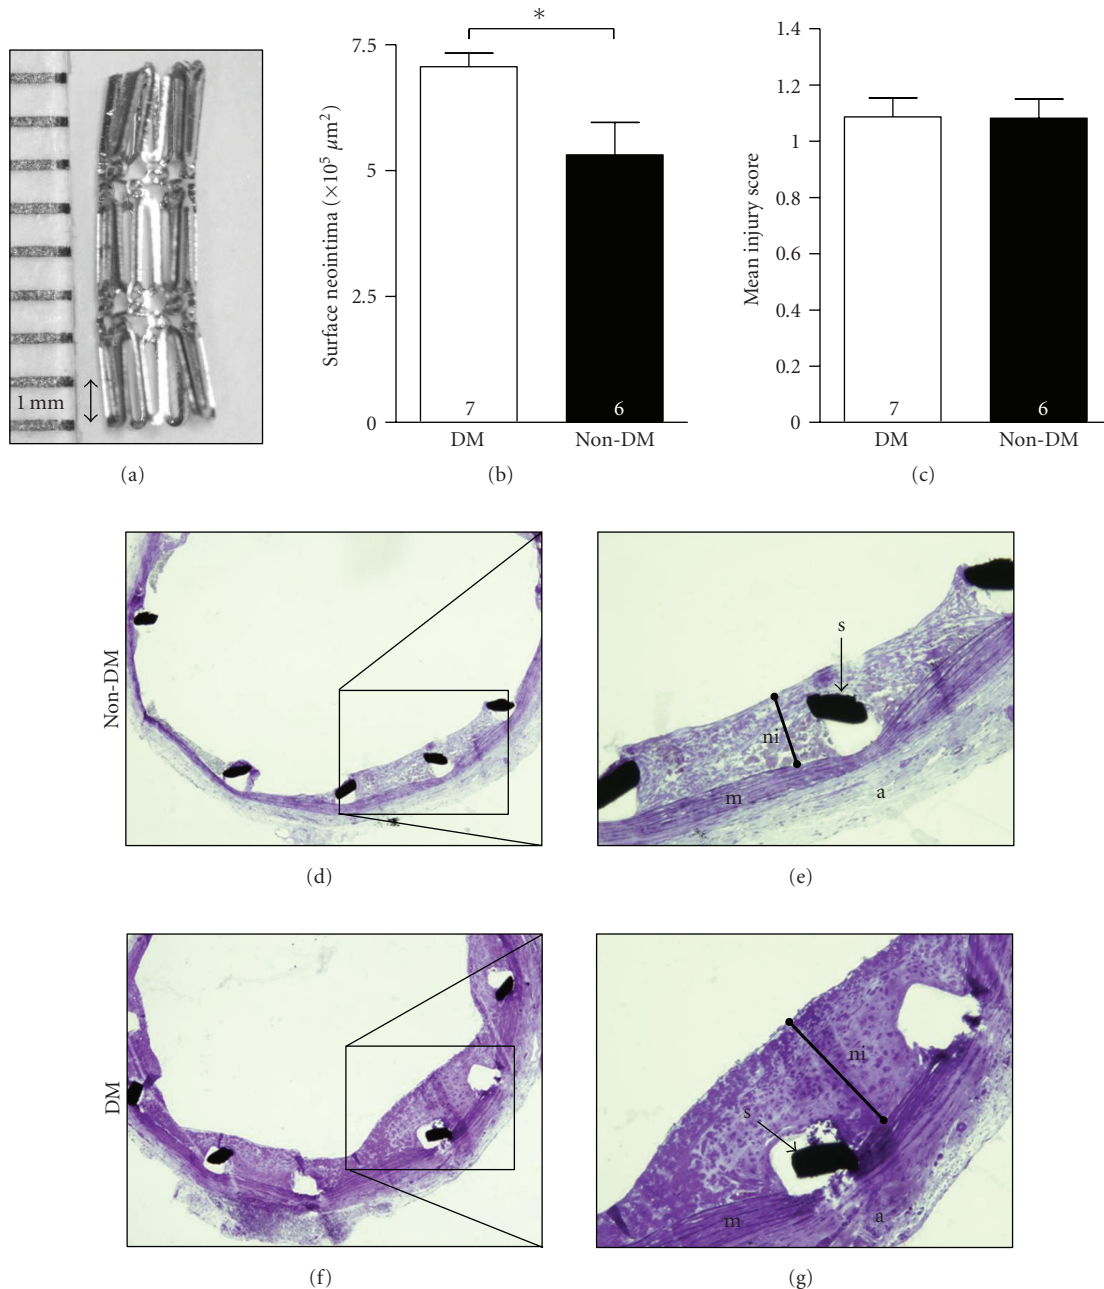 1 mm
(a)
*
Surface neointima (×10⁵ μm²)
7.5
5
2.5
0
7
6
DM
Non-DM
(b)
Mean injury score
1.4
1.2
1
0.8
0.6
0.4
0.2
0
7
6
DM
Non-DM
(c)
Non-DM
(d)
s
ni
m
a
(e)
DM
(f)
ni
s
m
a
(g)